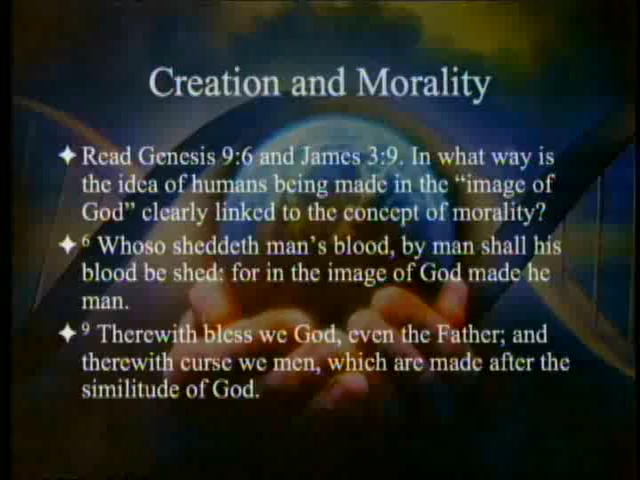 Creation and Morality
Read Genesis 9:6 and James 3:9. In what way is
the idea of humans being made in the “image of
God” clearly linked to the concept of morality?
6 Whoso sheddeth man’s blood, by man shall his
blood be shed: for in the image of God made he
man.
9 Therewith bless we God, even the Father; and
therewith curse we men, which are made after the
similitude of God.